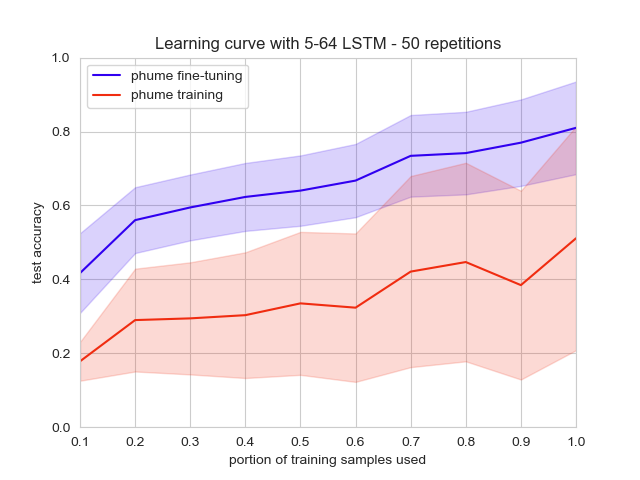 Learning curve with 5-64 LSTM - 50 repetitions
phume fine-tuning
phume training
test accuracy
1.0
0.8
0.6
0.4
0.2
0.0
0.1 0.2 0.3 0.4 0.5 0.6 0.7 0.8 0.9 1.0
portion of training samples used